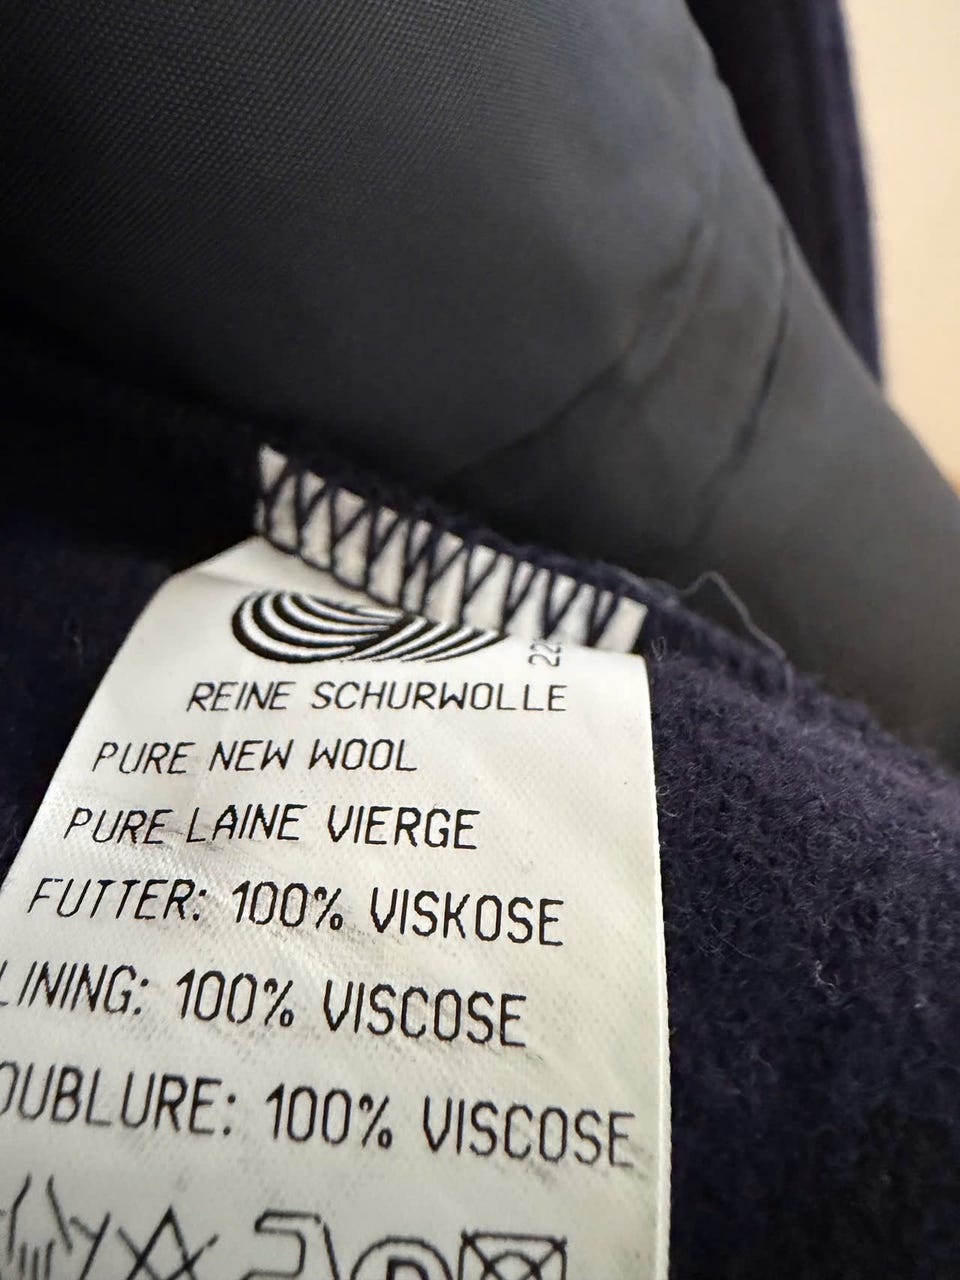 REINE SCHURWOLLE
PURE NEW WOOL
PURE LAINE VIERGE
FUTTER: 100% VISKOSE
LINING: 100% VISCOSE
OUBLURE: 100% VISCOSE